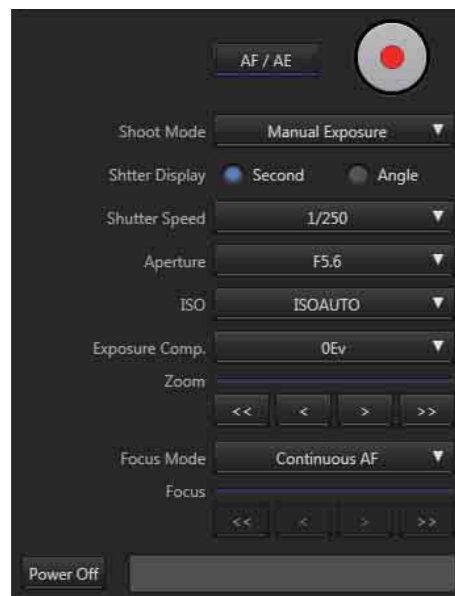 AF / AE
Shoot Mode Manual Exposure
Shtter Display Second Angle
Shutter Speed 1/250
Aperture F5.6
ISO ISOAUTO
Exposure Comp. 0Ev
Zoom
<< < > >>
Focus Mode Continuous AF
Focus
<< < > >>
Power Off